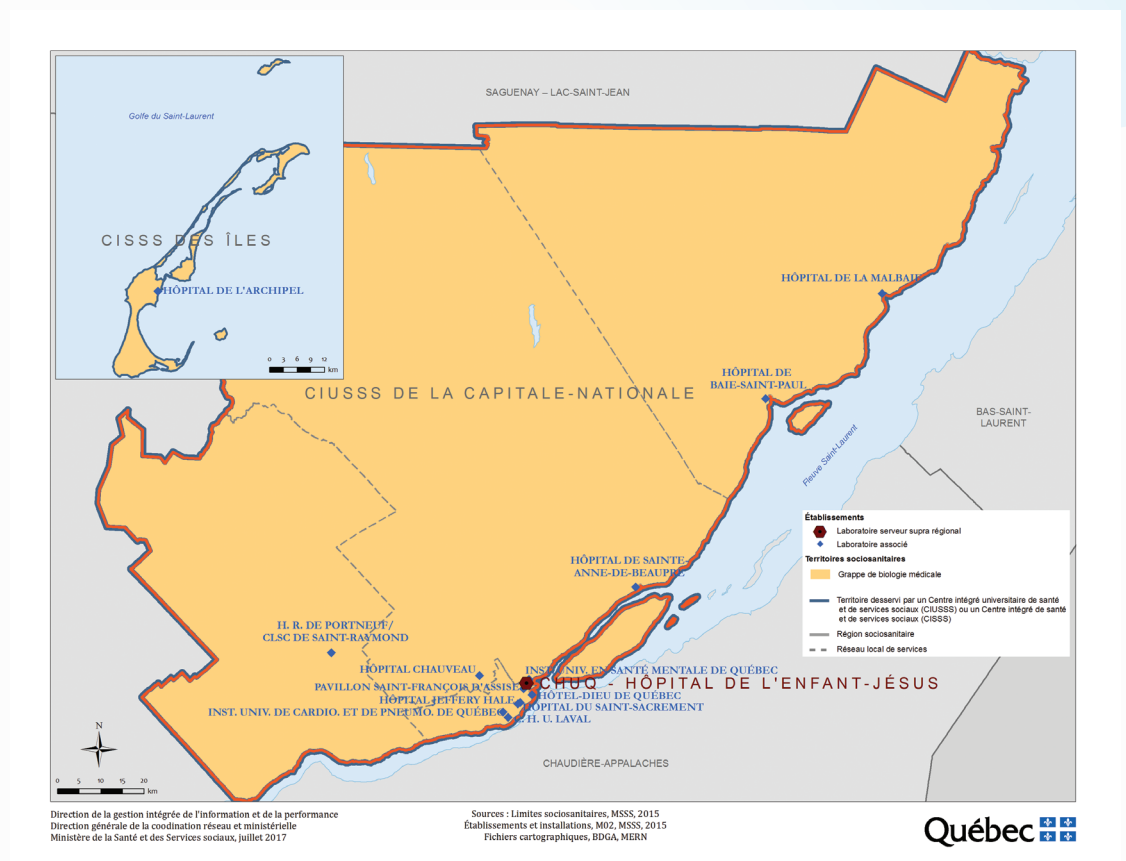 SAGUENAY – LAC-SAINT-JEAN
Golfe du Saint-Laurent
CISSS DES ÎLES
HÔPITAL DE L'ARCHIPEL
0 3 6 9 12
km
HÔPITAL DE LA MALBAIE
HÔPITAL DE
BAIE-SAINT-PAUL
CIUSSS DE LA CAPITALE-NATIONALE
BAS-SAINT-
LAURENT
Fleuve Saint-Laurent
Établissements
Laboratoire serveur supra régional
Laboratoire associé
Territoires sociosanitaires
Grappe de biologie médicale
Territoire desservi par un Centre intégré universitaire de santé
et de services sociaux (CIUSSS) ou un Centre intégré de santé
et de services sociaux (CISSS)
Région sociosanitaire
Réseau local de services
HÔPITAL DE SAINTE-
ANNE-DE-BEAUPRÉ
H. R. DE PORTNEUF/
CLSC DE SAINT-RAYMOND
HÔPITAL CHAUVEAU
INST. UNIV. EN SANTÉ MENTALE DE QUÉBEC
PAVILLON SAINT-FRANÇOIS D'ASSISE
CHUQ - HÔPITAL DE L'ENFANT-JÉSUS
HÔPITAL JEFFERY HALE
HÔTEL-DIEU DE QUÉBEC
HÔPITAL DU SAINT-SACREMENT
INST. UNIV. DE CARDIO. ET DE PNEUMO. DE QUÉBEC
H. U. LAVAL
CHAUDIÈRE-APPALACHES
N
0 5 10 15 20
km
Direction de la gestion intégrée de l'information et de la performance
Direction générale de la coodination réseau et ministérielle
Ministère de la Santé et des Services sociaux, juillet 2017
Sources : Limites sociosanitaires, MSSS, 2015
Établissements et installations, M02, MSSS, 2015
Fichiers cartographiques, BDGA, MERN
Québec